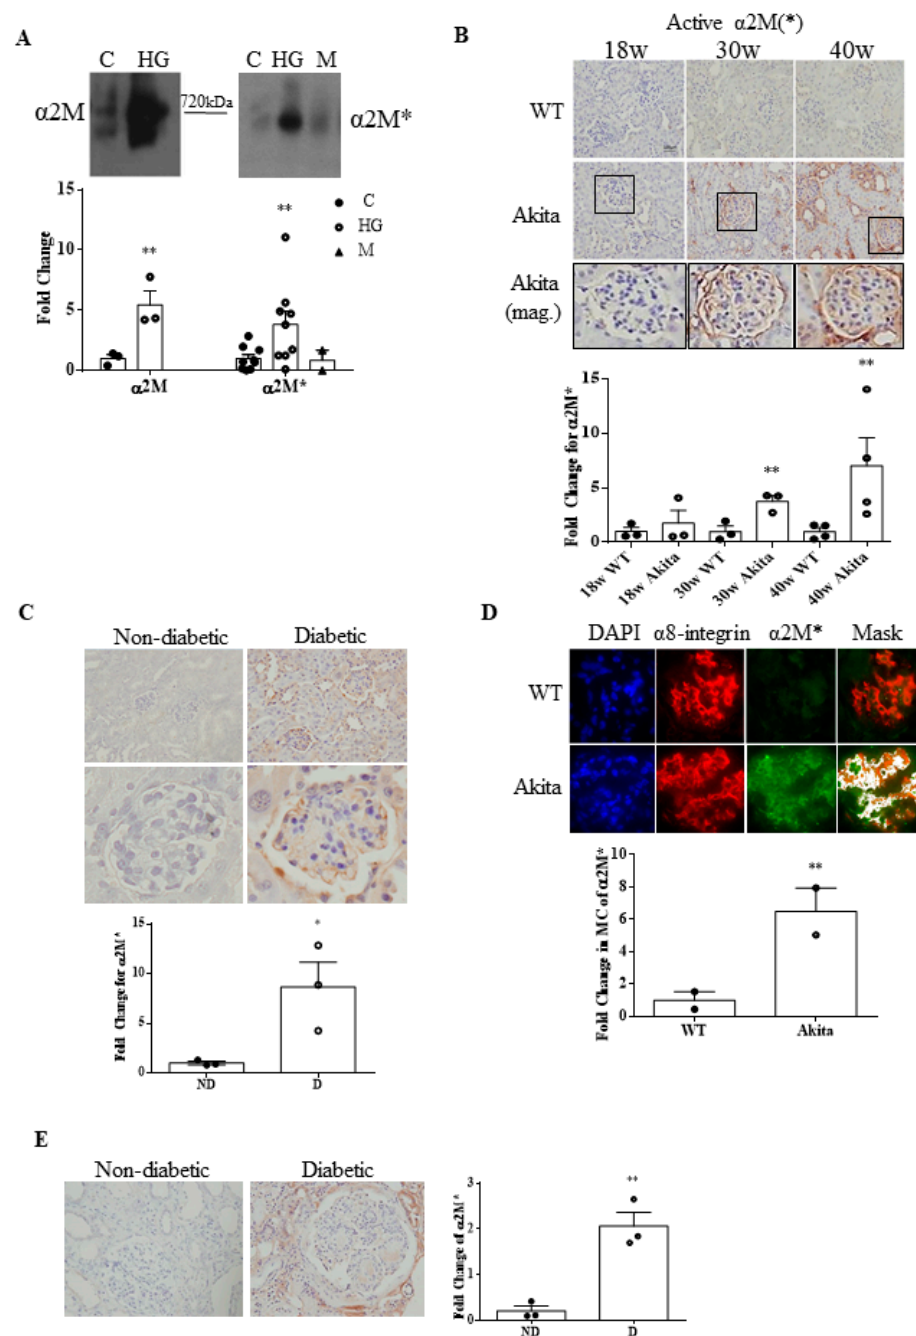 A
C HG
C HG M
α2M
720kDa
α2M*
15
10
5
0
Fold Change
**
**
C
HG
M
α2M
α2M*
B
Active α2M(*)
18w 30w 40w
WT
Akita
Akita
(mag.)
15
10
5
0
Fold Change for α2M*
**
**
18w WT
18w Akita
30w WT
30w Akita
40w WT
40w Akita
C
Non-diabetic Diabetic
15
10
5
0
Fold Change for α2M*
*
ND
D
D
DAPI α8-integrin α2M* Mask
WT
Akita
10
8
6
4
2
0
Fold Change in MC of α2M*
**
WT
Akita
E
Non-diabetic Diabetic
3
2
1
0
Fold Change of α2M*
**
ND
D